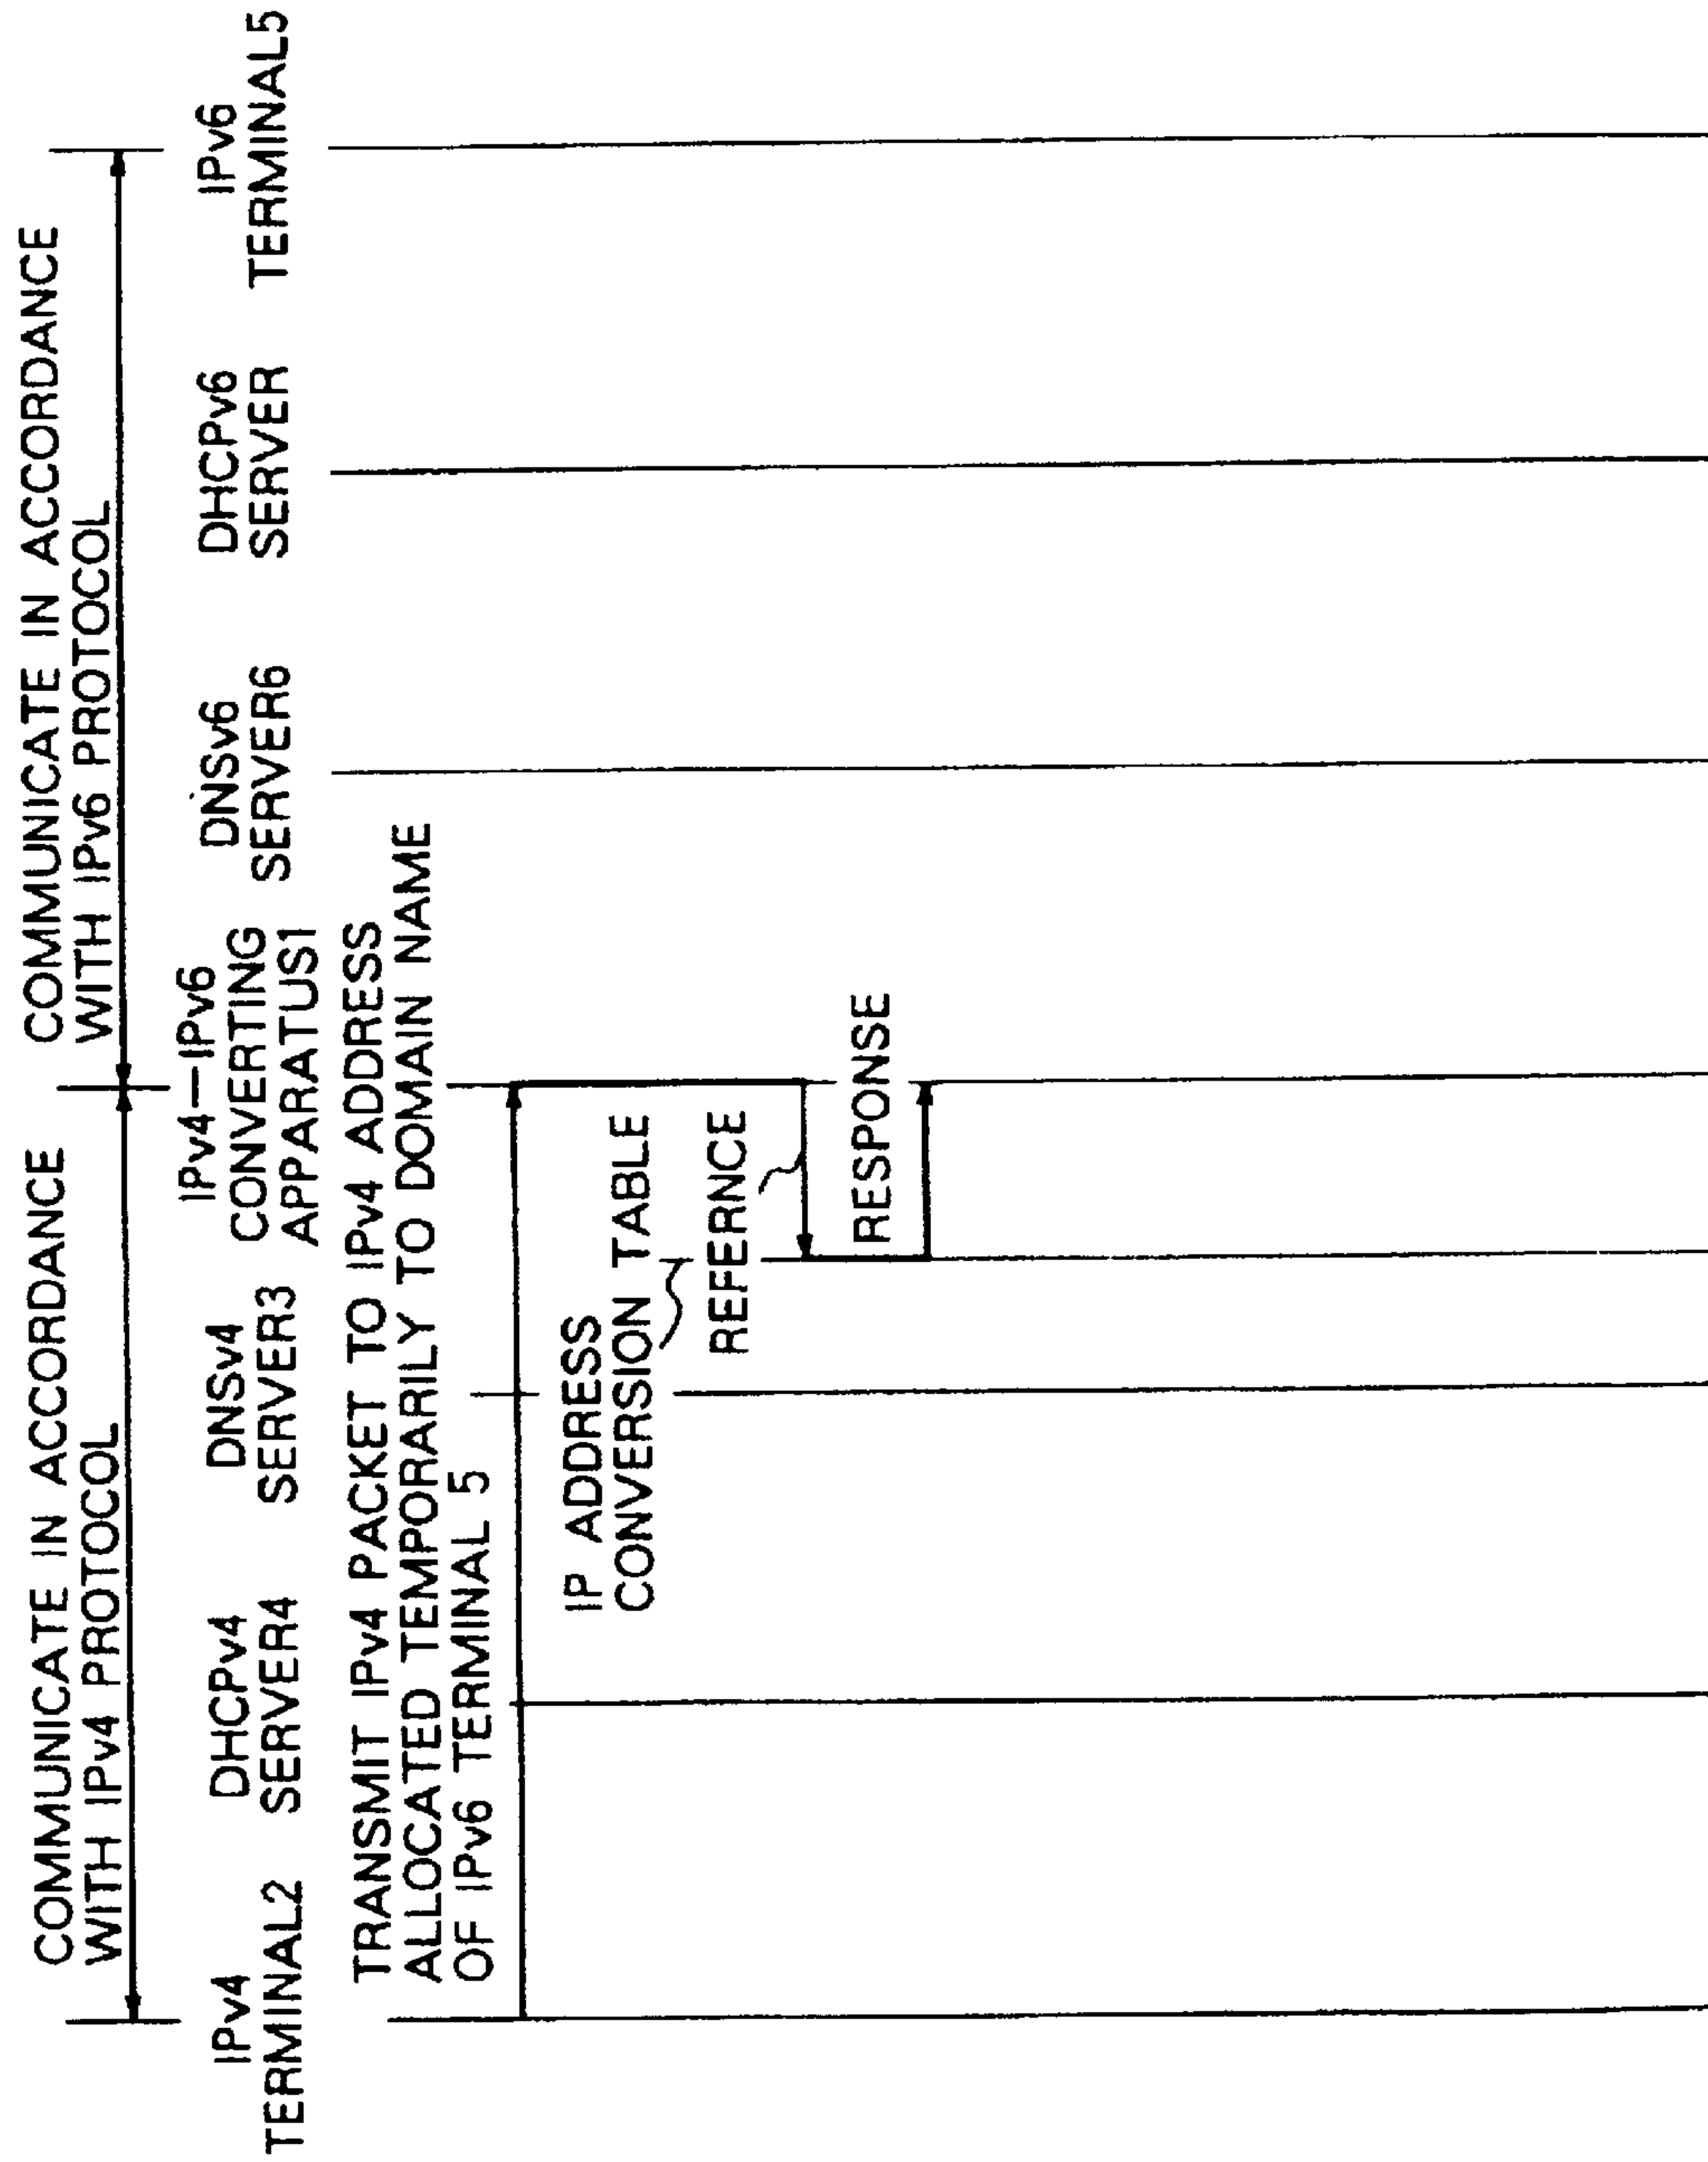 COMMUNICATE IN ACCORDANCE
WITH IPv4 PROTOCOL
COMMUNICATE IN ACCORDANCE
WITH IPv6 PROTOCOL
IPv4
TERMINAL2
DHCPv4
SERVER4
DNSv4
SERVER3
IPv4—IPv6
CONVERTING
APPARATUS1
DNSv6
SERVER6
DHCPv6
SERVER
IPv6
TERMINAL5
TRANSMIT IPv4 PACKET TO IPv4 ADDRESS
ALLOCATED TEMPORARILY TO DOMAIN NAME
OF IPv6 TERMINAL 5
IP ADDRESS
CONVERSION TABLE
REFERNCE
RESPONSE